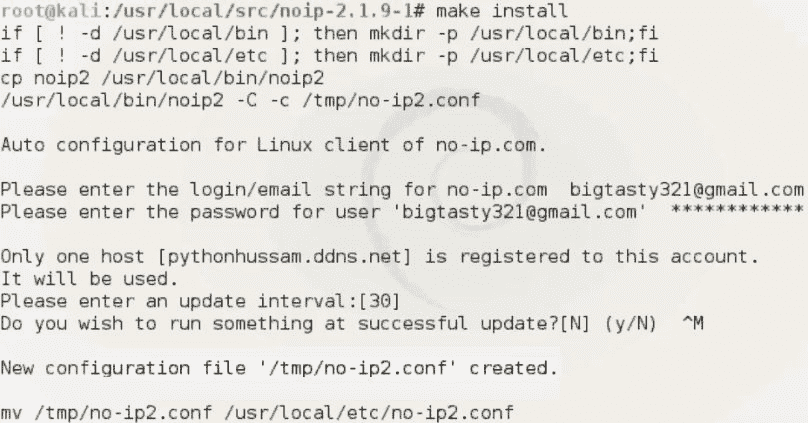 root@kali:/usr/local/src/noip-2.1.9-1# make install
if [ ! -d /usr/local/bin ]; then mkdir -p /usr/local/bin;fi
if [ ! -d /usr/local/etc ]; then mkdir -p /usr/local/etc;fi
cp noip2 /usr/local/bin/noip2
/usr/local/bin/noip2 -C -c /tmp/no-ip2.conf
Auto configuration for Linux client of no-ip.com.
Please enter the login/email string for no-ip.com  bigtasty321@gmail.com
Please enter the password for user 'bigtasty321@gmail.com'  ************
Only one host [pythonhussam.ddns.net] is registered to this account.
It will be used.
Please enter an update interval:[30]
Do you wish to run something at successful update?[N] (y/N)  ^M
New configuration file '/tmp/no-ip2.conf' created.
mv /tmp/no-ip2.conf /usr/local/etc/no-ip2.conf